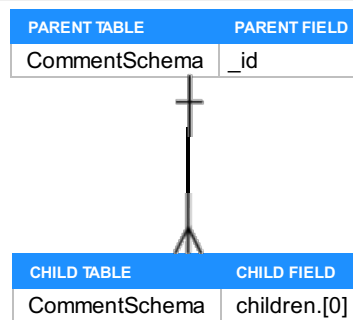 PARENT TABLE PARENT FIELD
CommentSchema _id
CHILD TABLE CHILD FIELD
CommentSchema children.[0]